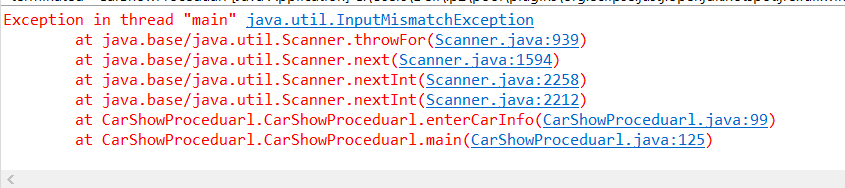 Exception in thread "main" java.util.InputMismatchException
at java.base/java.util.Scanner.throwFor(Scanner.java:939)
at java.base/java.util.Scanner.next(Scanner.java:1594)
at java.base/java.util.Scanner.nextInt(Scanner.java:2258)
at java.base/java.util.Scanner.nextInt(Scanner.java:2212)
at CarShowProceduarl.CarShowProceduarl.enterCarInfo(CarShowProceduarl.java:99)
at CarShowProceduarl.CarShowProceduarl.main(CarShowProceduarl.java:125)